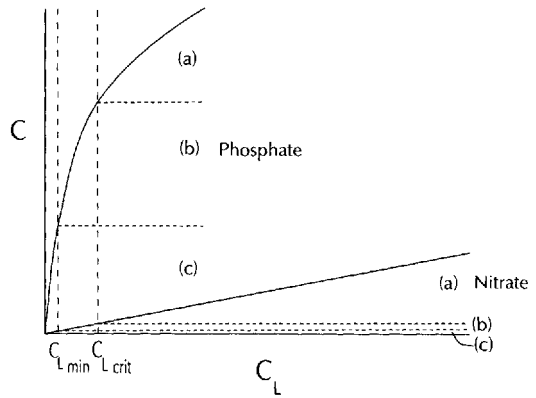 (a)
C
(b) Phosphate
(c)
(a) Nitrate
(b)
(c)
C_L min C_L crit
C_L